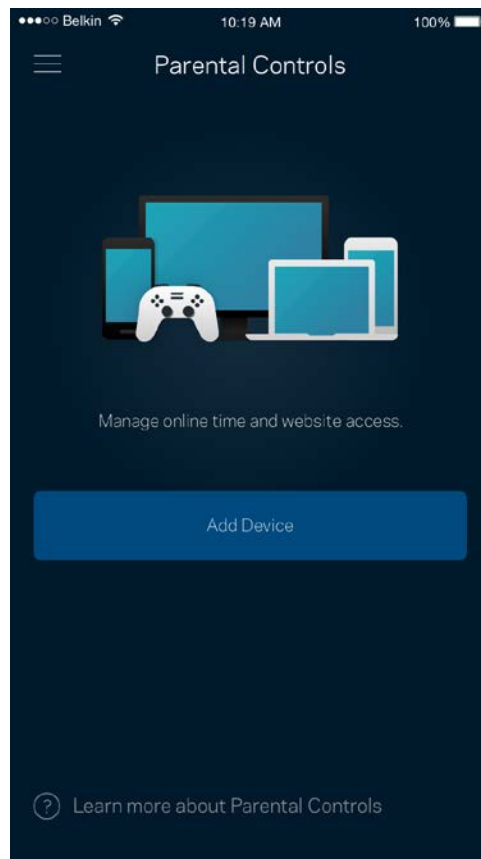 Belkin 10:19 AM 100%
Parental Controls
Manage online time and website access.
Add Device
? Learn more about Parental Controls